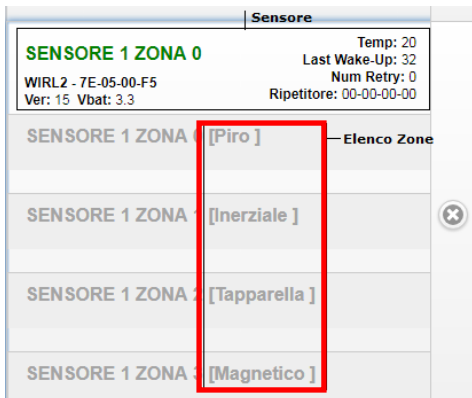 Sensore
SENSORE 1 ZONA 0
WIRL2 - 7E-05-00-F5
Ver: 15 Vbat: 3.3
Temp: 20
Last Wake-Up: 32
Num Retry: 0
Ripetitore: 00-00-00-00
SENSORE 1 ZONA 0 [Piro ]
Elenco Zone
SENSORE 1 ZONA 1 [Inerziale ]
SENSORE 1 ZONA 2 [Tapparella ]
SENSORE 1 ZONA 3 [Magnetico ]